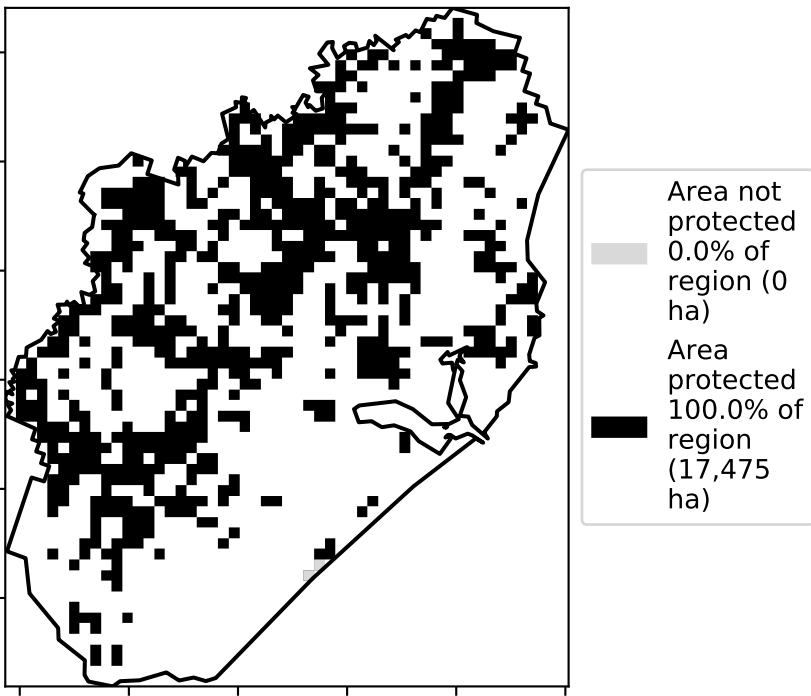 Area not
protected
0.0% of
region (0
ha)
Area
protected
100.0% of
region
(17,475
ha)